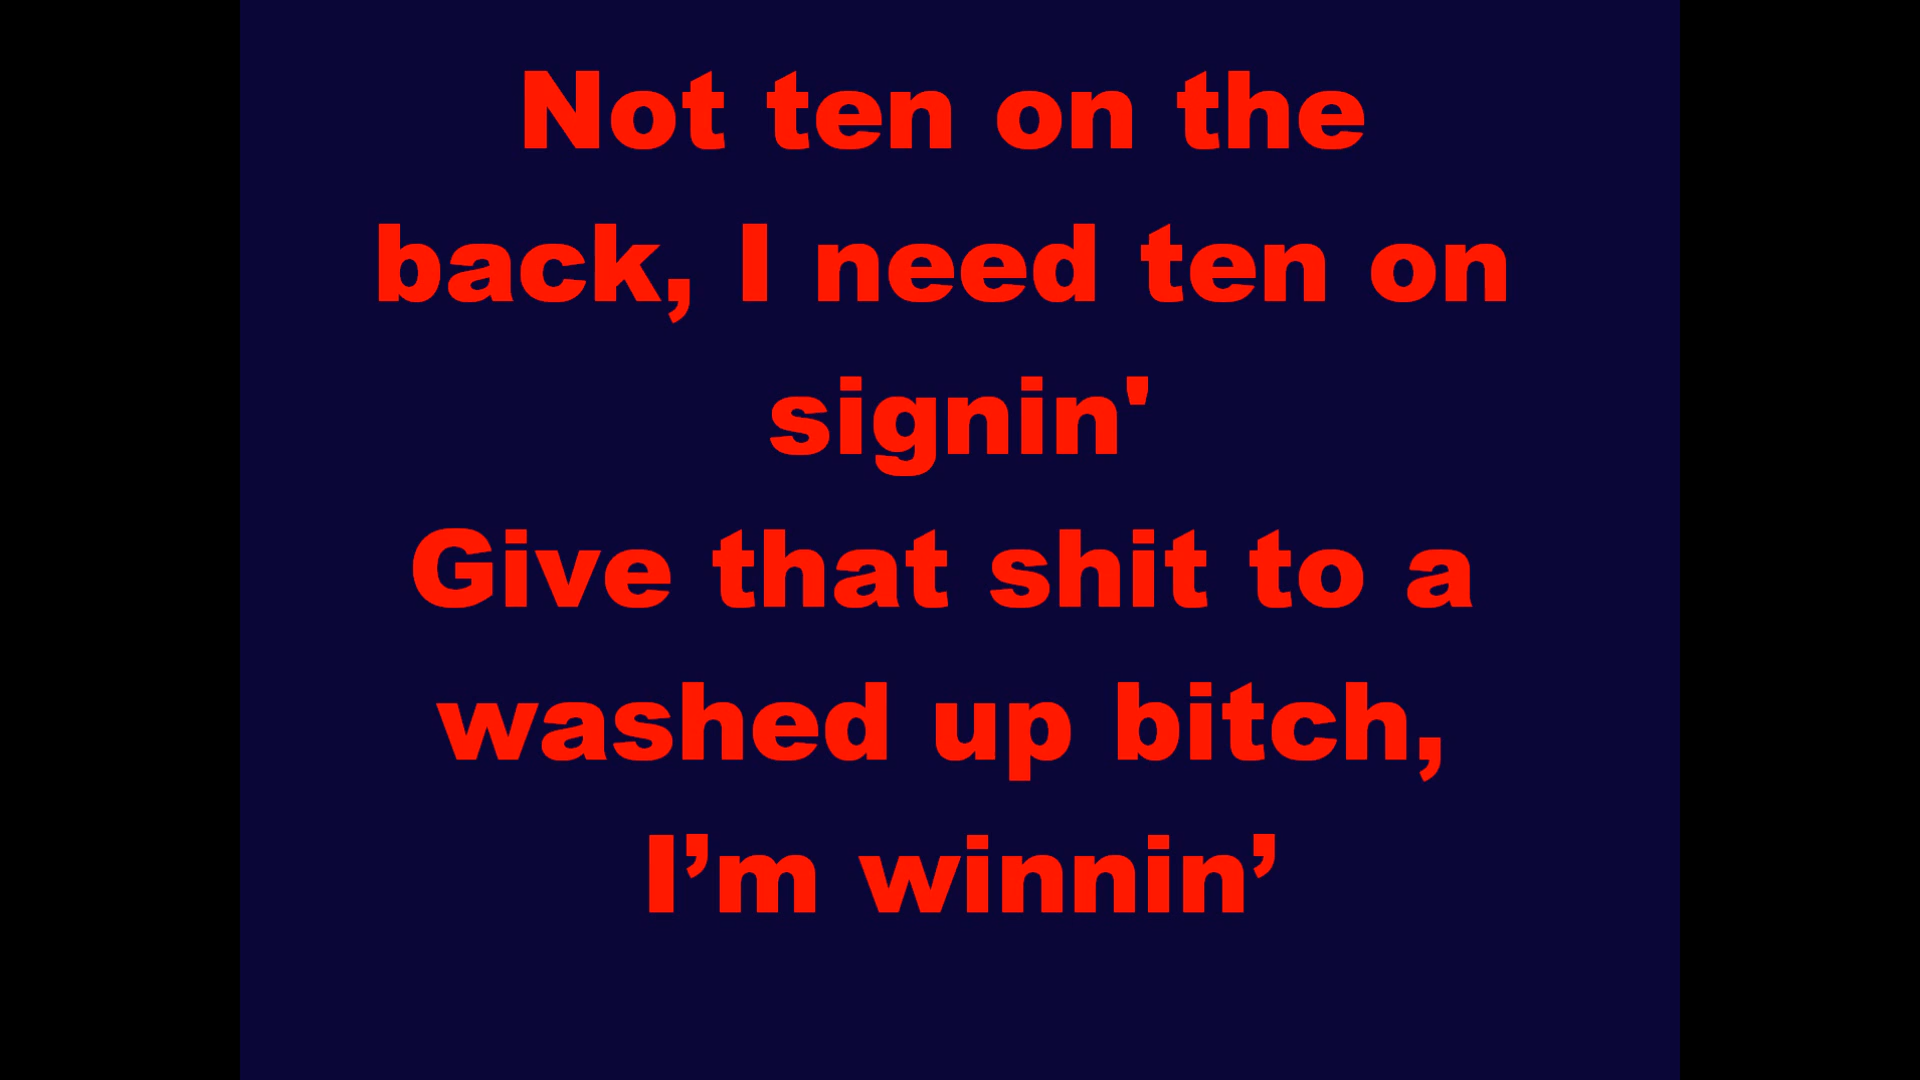 Not ten on the
back, I need ten on
signin'
Give that shit to a
washed up bitch,
I’m winnin’